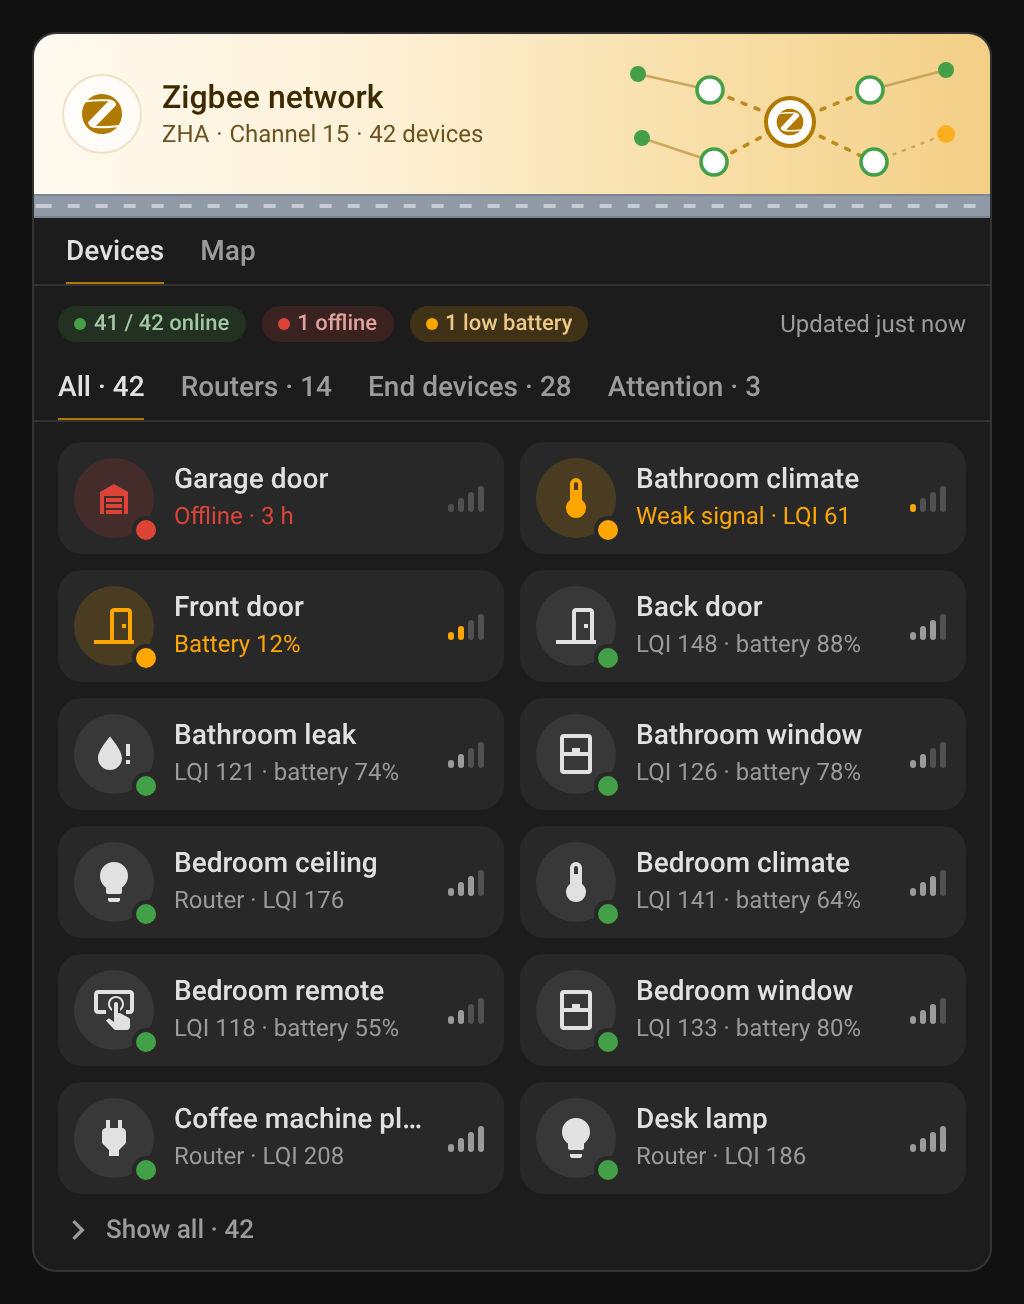 Zigbee network
ZHA · Channel 15 · 42 devices
Devices
Map
41 / 42 online
1 offline
1 low battery
Updated just now
All · 42
Routers · 14
End devices · 28
Attention · 3
Garage door
Offline · 3 h
Bathroom climate
Weak signal · LQI 61
Front door
Battery 12%
Back door
LQI 148 · battery 88%
Bathroom leak
LQI 121 · battery 74%
Bathroom window
LQI 126 · battery 78%
Bedroom ceiling
Router · LQI 176
Bedroom climate
LQI 141 · battery 64%
Bedroom remote
LQI 118 · battery 55%
Bedroom window
LQI 133 · battery 80%
Coffee machine pl...
Router · LQI 208
Desk lamp
Router · LQI 186
Show all · 42